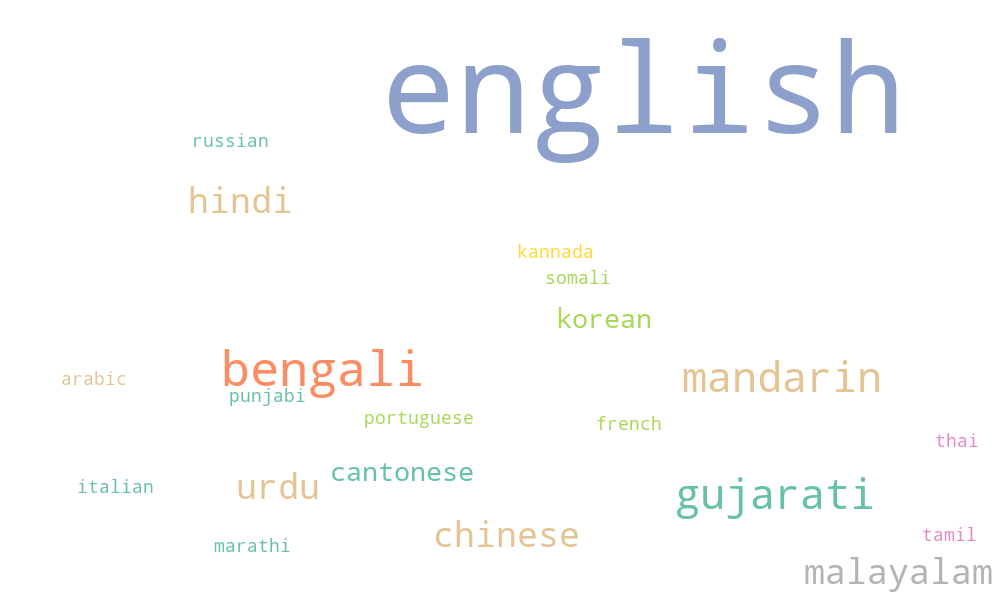 english
russian
hindi
kannada
somali
korean
bengali
mandarin
arabic
punjabi
portuguese
french
thai
cantonese
italian
urdu
gujarati
chinese
tamil
marathi
malayalam